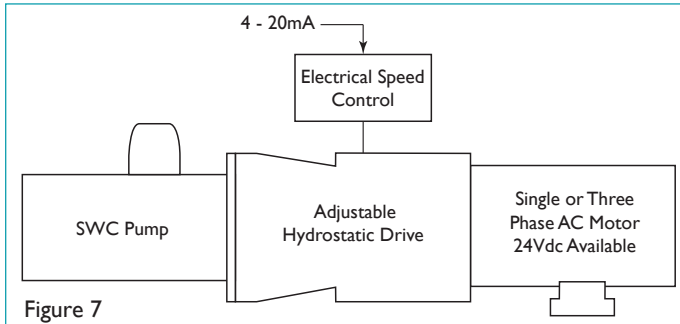 4 - 20mA
Electrical Speed
Control
SWC Pump
Adjustable
Hydrostatic Drive
Single or Three
Phase AC Motor
24Vdc Available
Figure 7